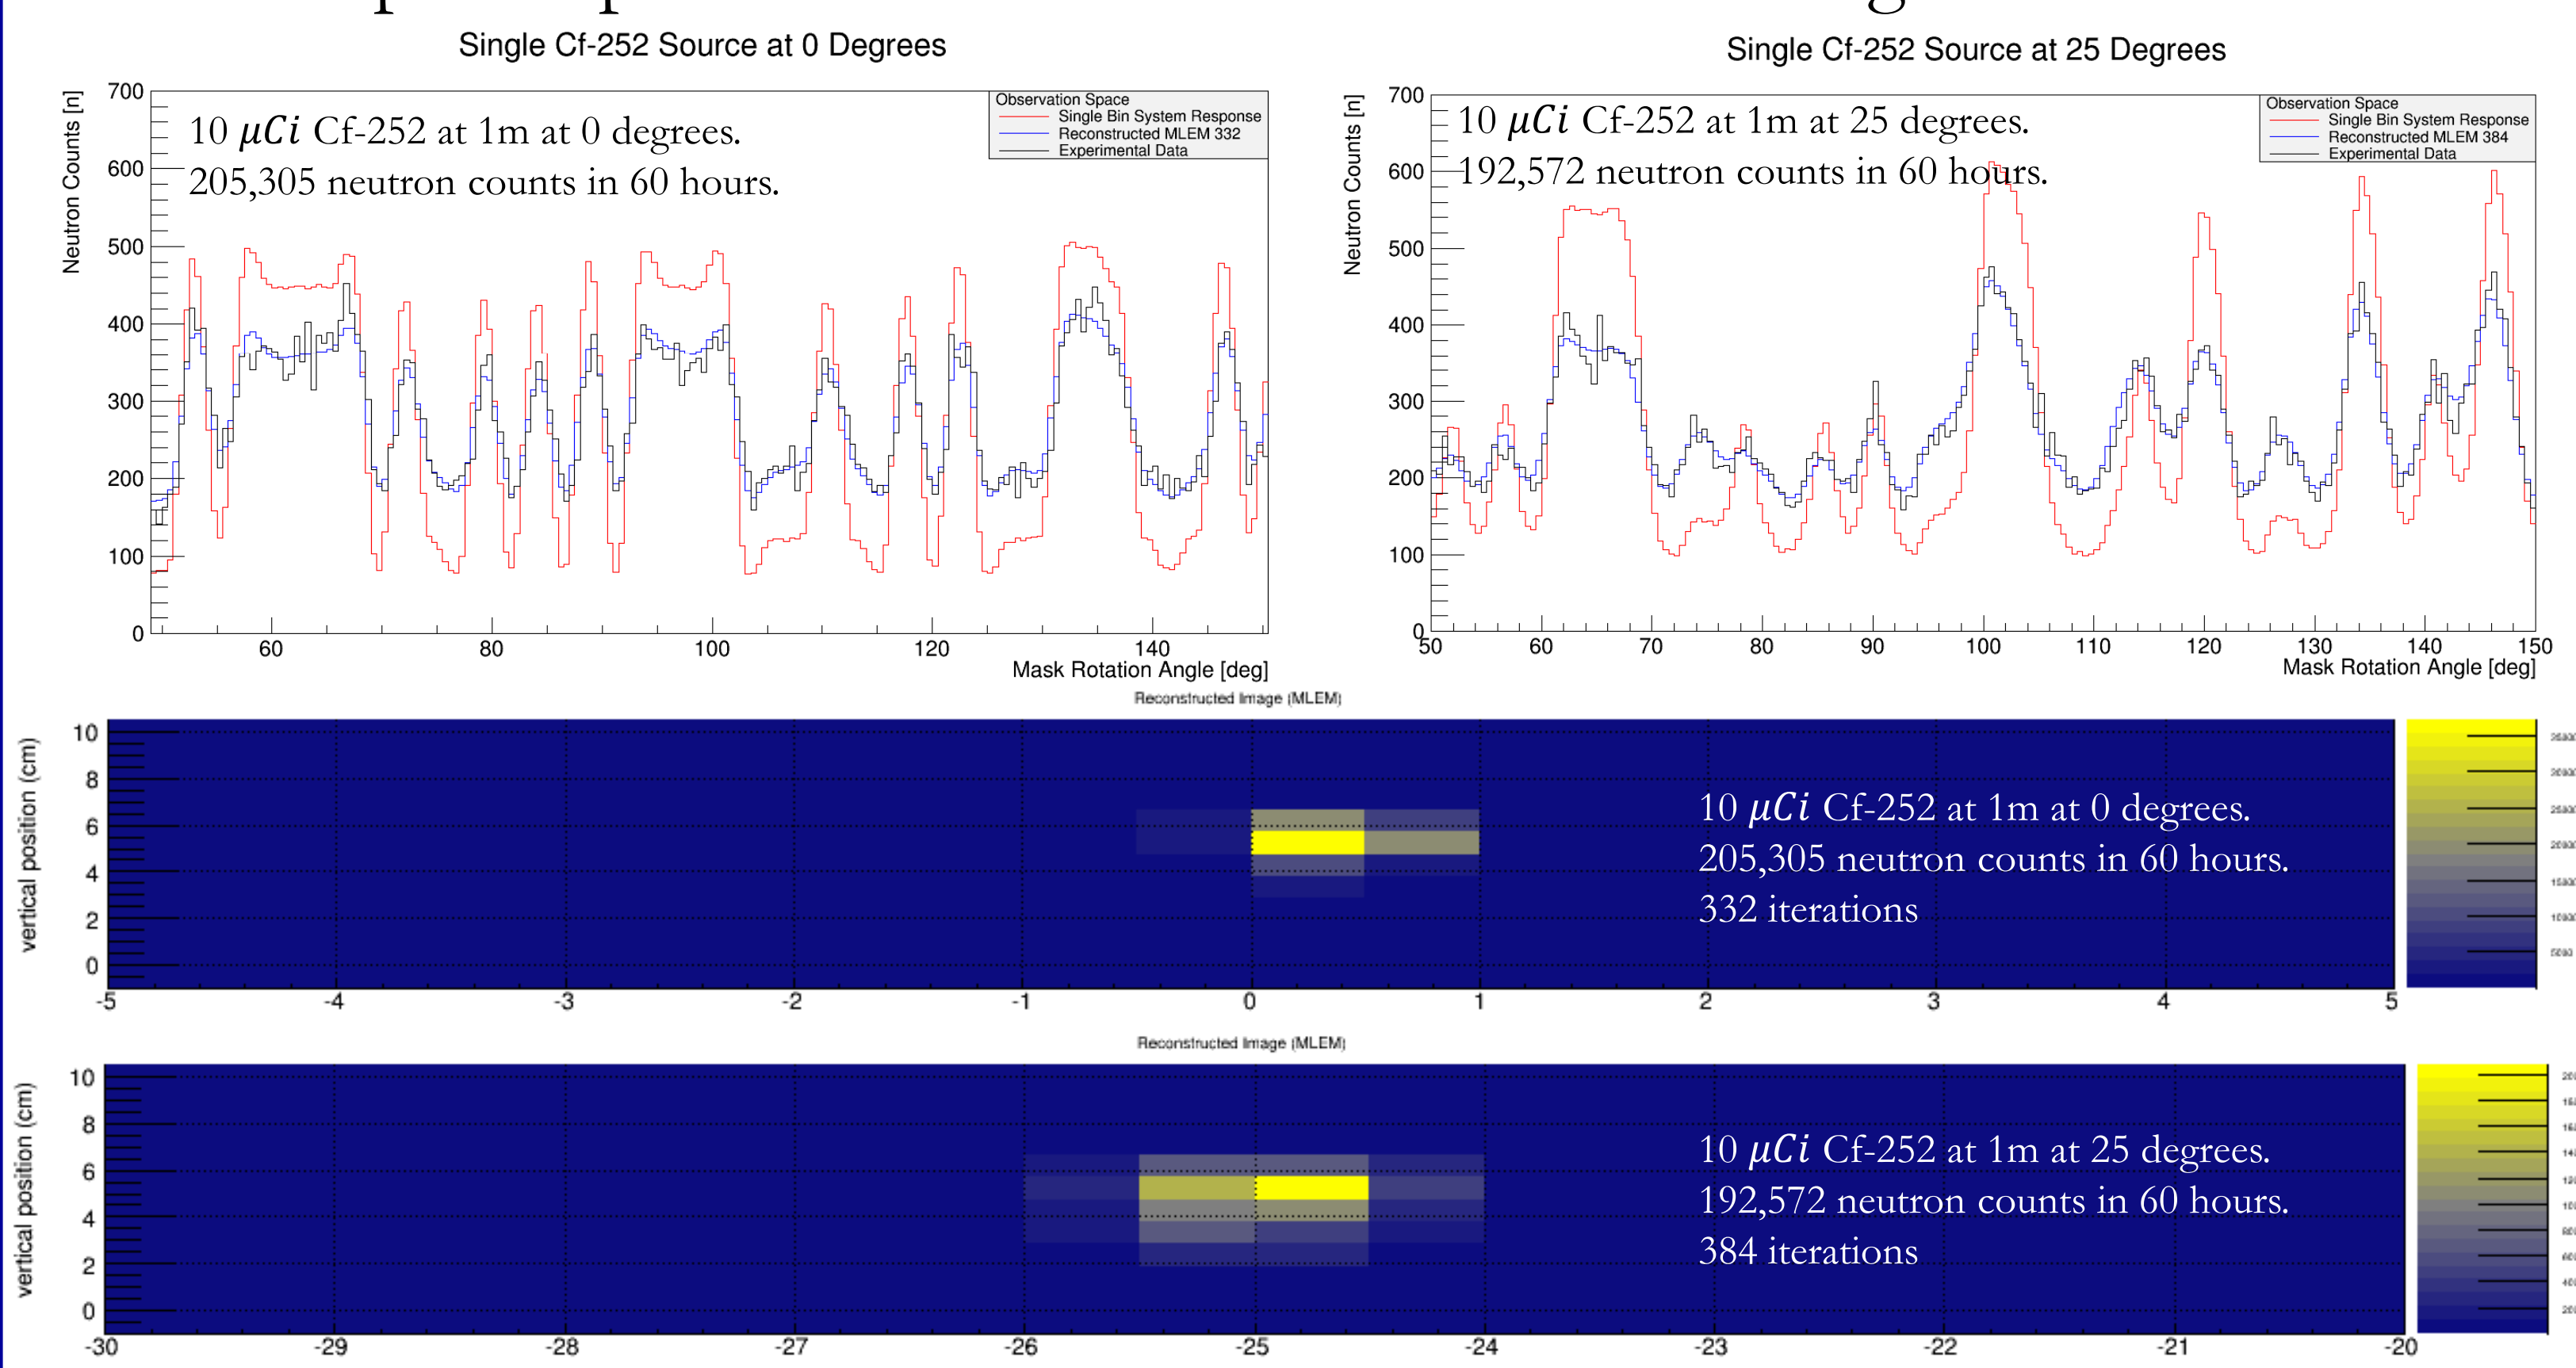 Single Cf-252 Source at 0 Degrees
Neutron Counts [n]
700
600
500
400
300
200
100
0
10 μCi Cf-252 at 1m at 0 degrees.
205,305 neutron counts in 60 hours.
Observation Space
Single Bin System Response
Reconstructed MLEM 332
Experimental Data
60 80 100 120 140
Mask Rotation Angle [deg]
Single Cf-252 Source at 25 Degrees
Neutron Counts [n]
700
600
500
400
300
200
100
0
10 μCi Cf-252 at 1m at 25 degrees.
192,572 neutron counts in 60 hours.
Observation Space
Single Bin System Response
Reconstructed MLEM 384
Experimental Data
50 60 70 80 90 100 110 120 130 140 150
Mask Rotation Angle [deg]
Reconstructed Image (MLEM)
vertical position (cm)
10
8
6
4
2
0
10 μCi Cf-252 at 1m at 0 degrees.
205,305 neutron counts in 60 hours.
332 iterations
-5 -4 -3 -2 -1 0 1 2 3 4 5
Reconstructed Image (MLEM)
vertical position (cm)
10
8
6
4
2
0
10 μCi Cf-252 at 1m at 25 degrees.
192,572 neutron counts in 60 hours.
384 iterations
-30 -29 -28 -27 -26 -25 -24 -23 -22 -21 -20